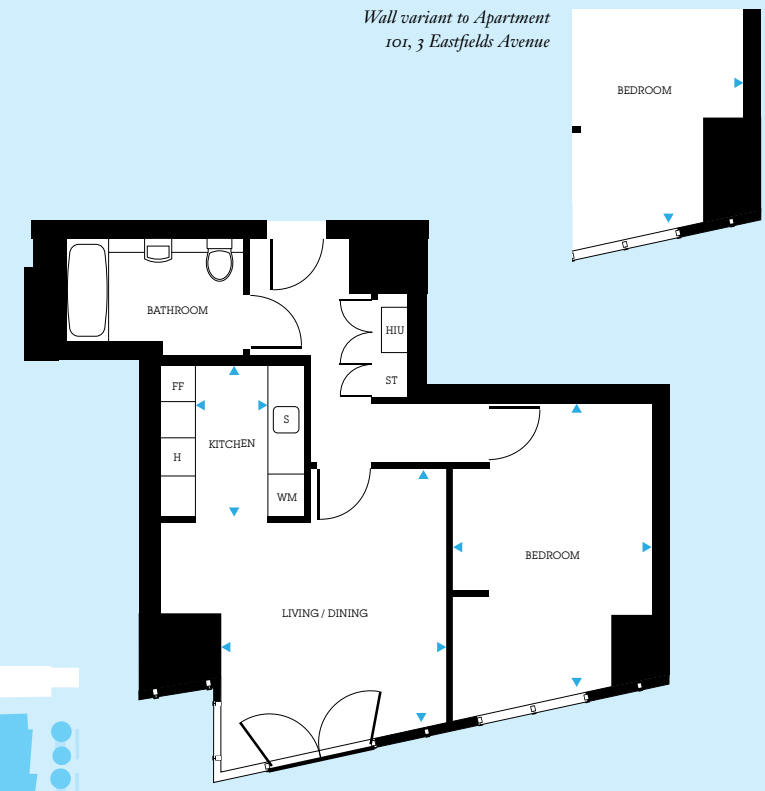 Wall variant to Apartment
101, 3 Eastfields Avenue
BEDROOM
BATHROOM
HIU
ST
FF
S
KITCHEN
H
WM
BEDROOM
LIVING / DINING